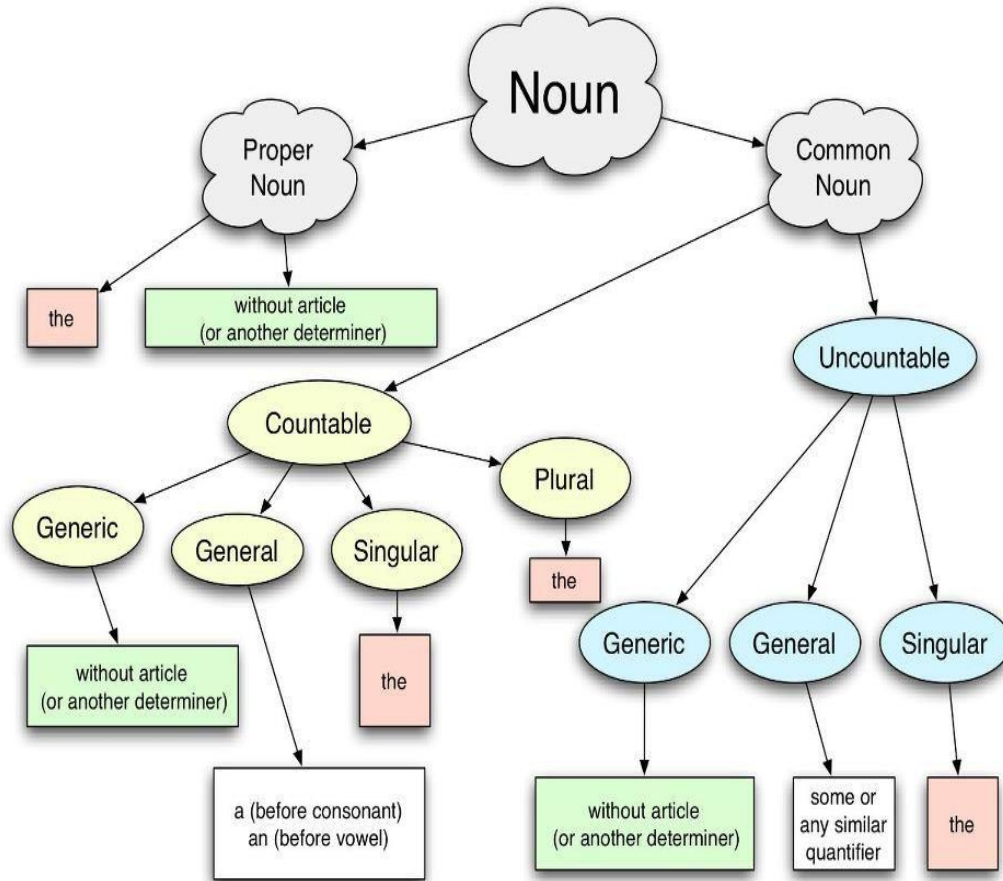 Noun
Proper
Noun
Common
Noun
the
without article
(or another determiner)
Uncountable
Countable
Plural
Generic
General
Singular
the
Generic
General
Singular
without article
(or another determiner)
the
a (before consonant)
an (before vowel)
without article
(or another determiner)
some or
any similar
quantifier
the